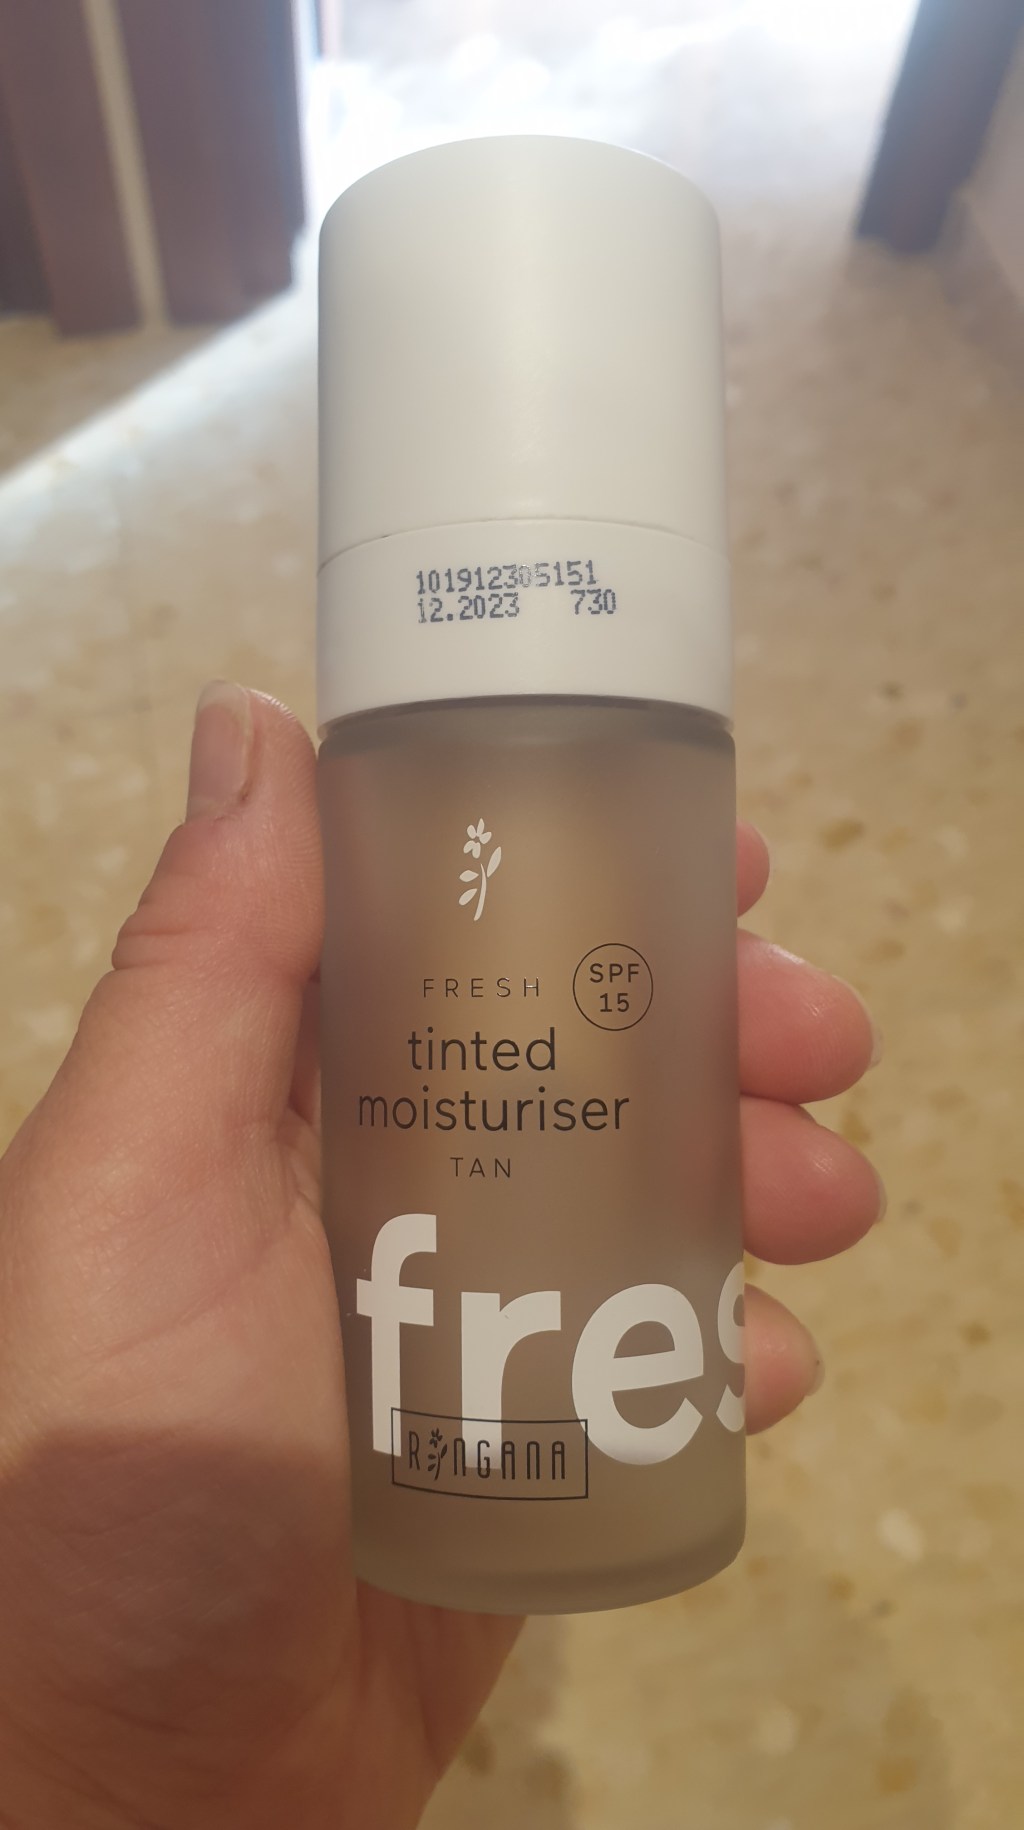 101912305151
12.2023 730
FRESH
SPF
15
tinted
moisturiser
TAN
fres
RINGANA